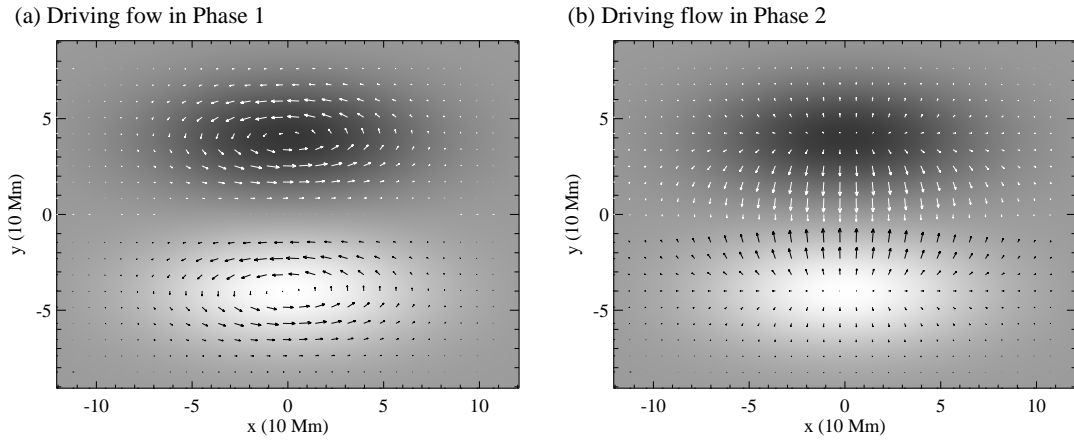 (a) Driving fow in Phase 1
(b) Driving flow in Phase 2
5
0
-5
y (10 Mm)
-10 -5 0 5 10
x (10 Mm)
5
0
-5
y (10 Mm)
-10 -5 0 5 10
x (10 Mm)